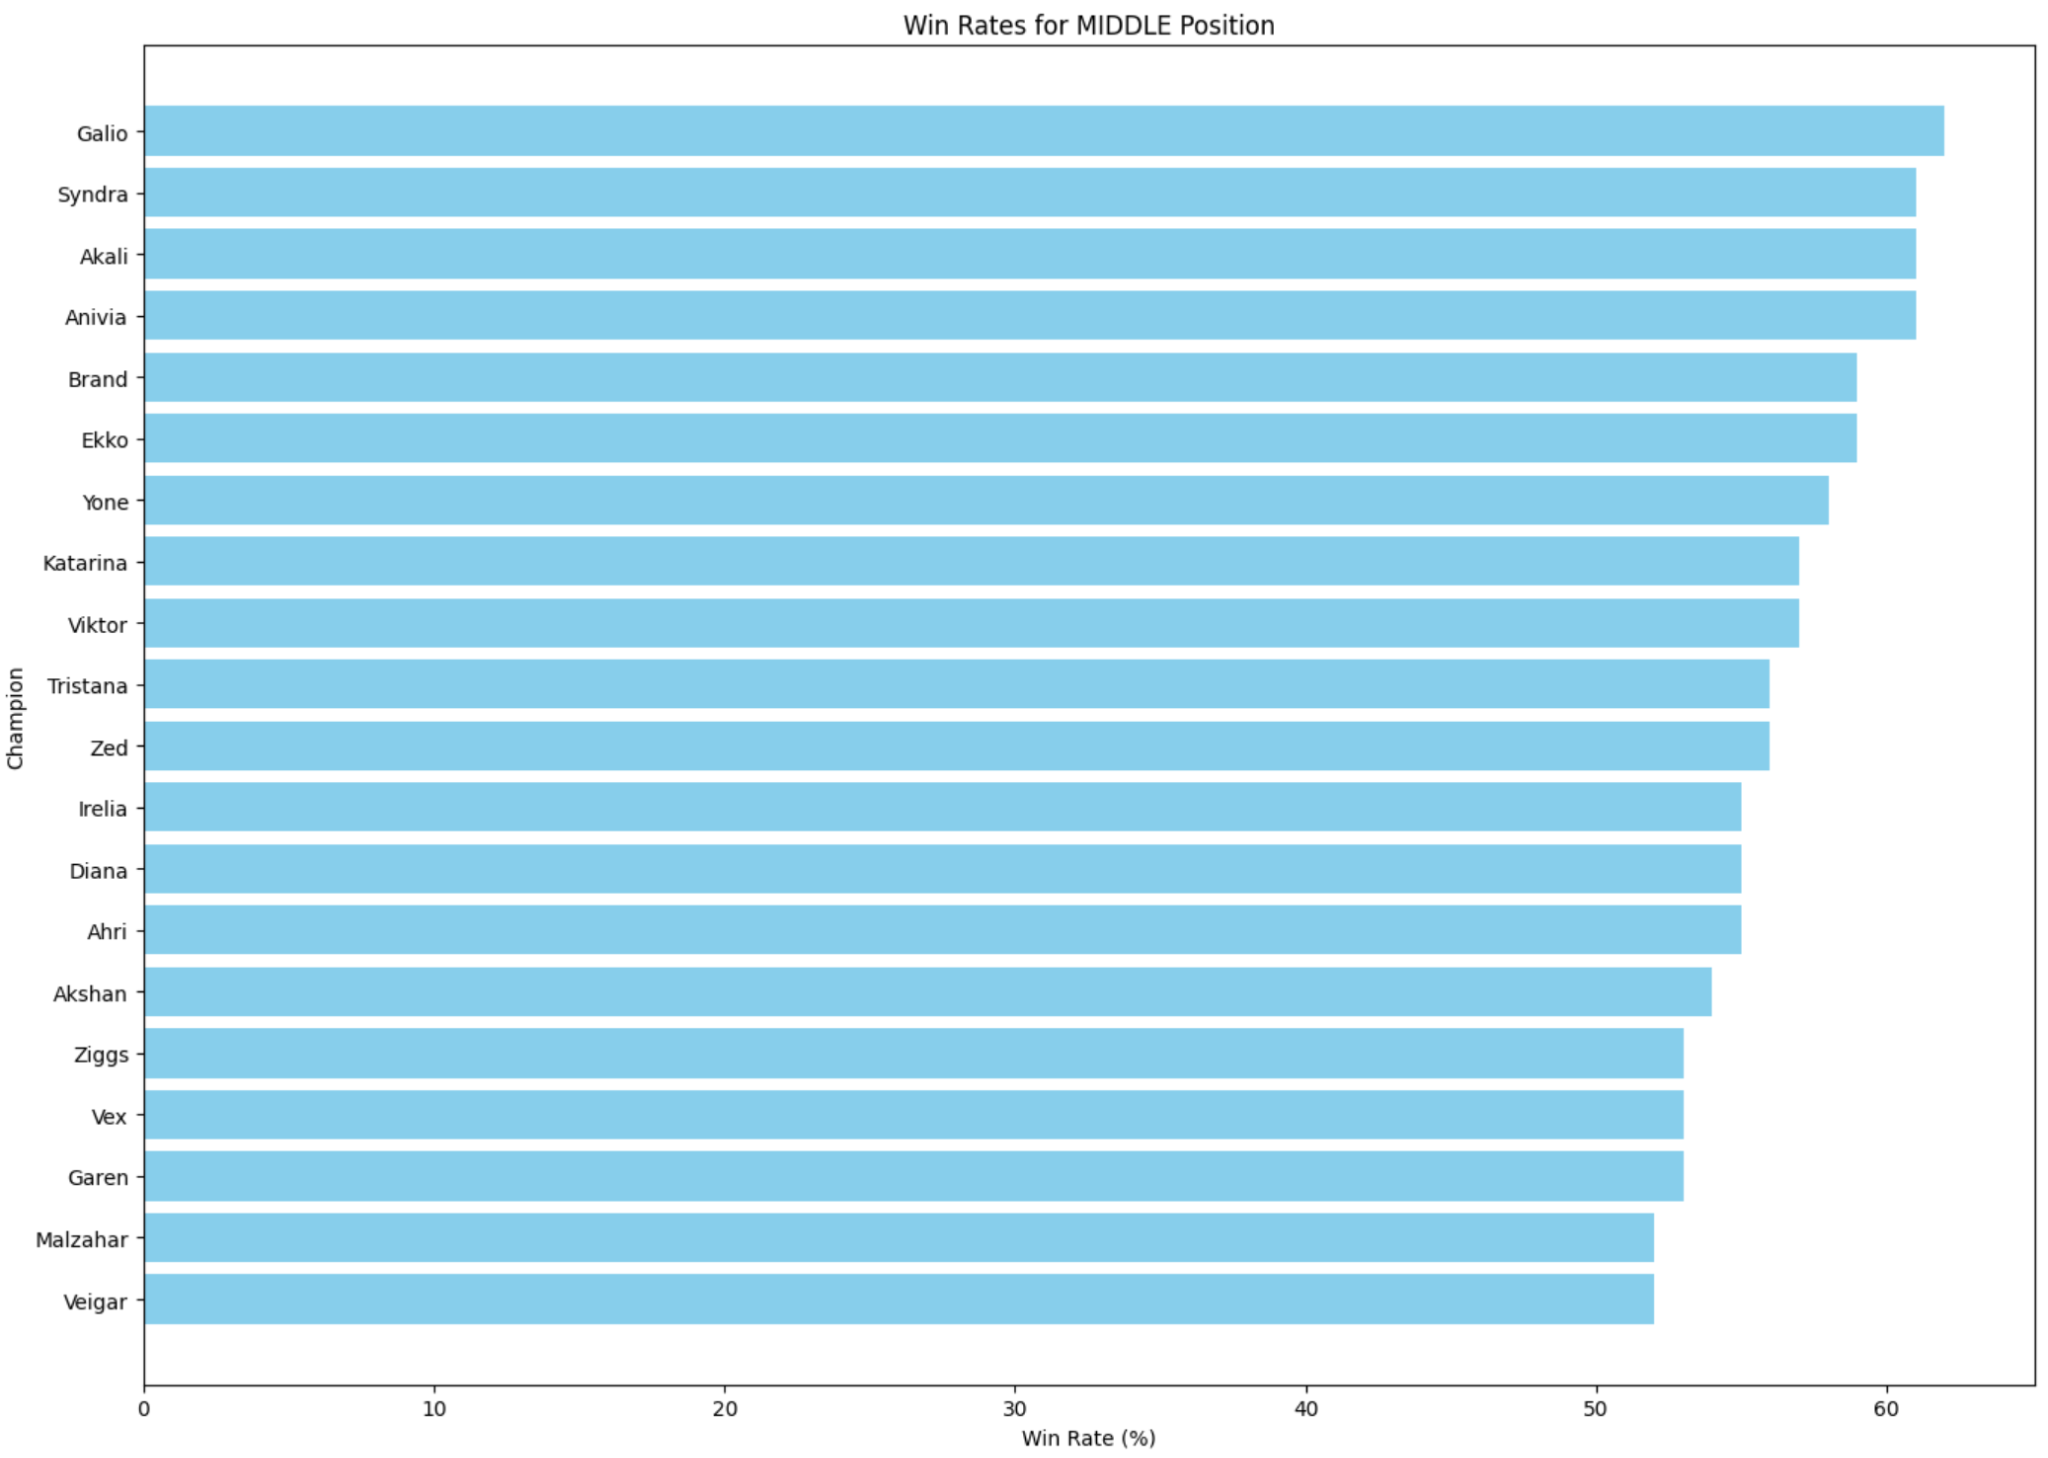 Win Rates for MIDDLE Position
Champion
Galio
Syndra
Akali
Anivia
Brand
Ekko
Yone
Katarina
Viktor
Tristana
Zed
Irelia
Diana
Ahri
Akshan
Ziggs
Vex
Garen
Malzahar
Veigar
0 10 20 30 40 50 60
Win Rate (%)